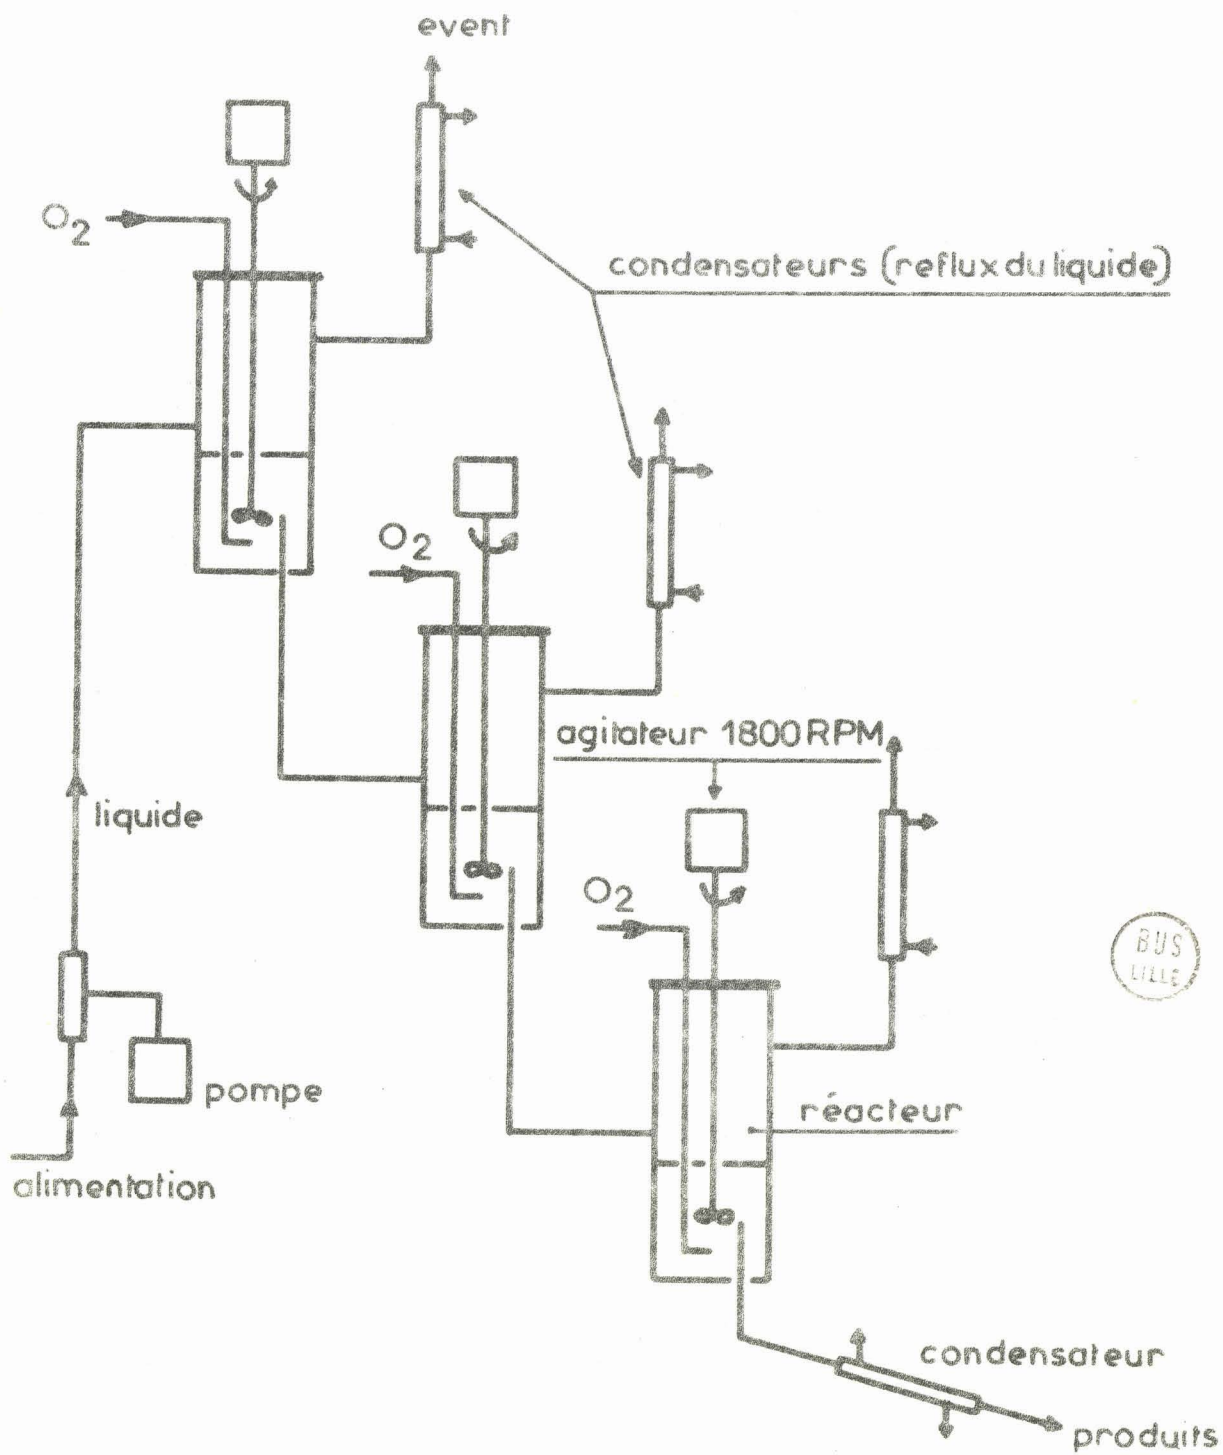 event
O2
condensateurs (reflux du liquide)
O2
agitateur 1800 RPM
liquide
O2
BUS
LILLE
pompe
réacteur
alimentation
condensateur
produits